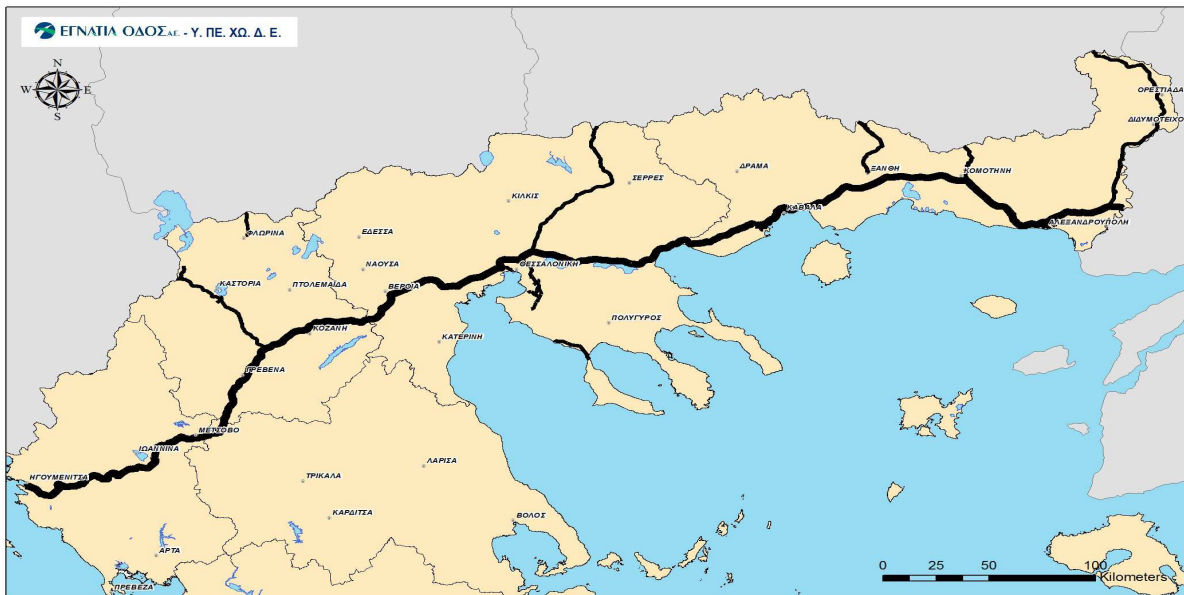 ΕΓΝΑΤΙΑ ΟΔΟΣ Α.Ε. - Υ. ΠΕ. ΧΩ. Δ. Ε.
N
W E
S
ΟΡΕΣΤΙΑΔΑ
ΔΙΔΥΜΟΤΕΙΧΟ
ΔΡΑΜΑ
ΞΑΝΘΗ
ΚΟΜΟΤΗΝΗ
ΣΕΡΡΕΣ
ΚΙΛΚΙΣ
ΚΑΒΑΛΑ
ΑΛΕΞΑΝΔΡΟΥΠΟΛΗ
ΦΛΩΡΙΝΑ
ΕΔΕΣΣΑ
ΘΕΣΣΑΛΟΝΙΚΗ
ΝΑΟΥΣΑ
ΚΑΣΤΟΡΙΑ
ΠΤΟΛΕΜΑΙΔΑ
ΒΕΡΟΙΑ
ΠΟΛΥΓΥΡΟΣ
ΚΟΖΑΝΗ
ΚΑΤΕΡΙΝΗ
ΓΡΕΒΕΝΑ
ΜΕΤΣΟΒΟ
ΙΩΑΝΝΙΝΑ
ΛΑΡΙΣΑ
ΗΓΟΥΜΕΝΙΤΣΑ
ΤΡΙΚΑΛΑ
ΚΑΡΔΙΤΣΑ
ΒΟΛΟΣ
ΑΡΤΑ
ΠΡΕΒΕΖΑ
0 25 50 100
Kilometers